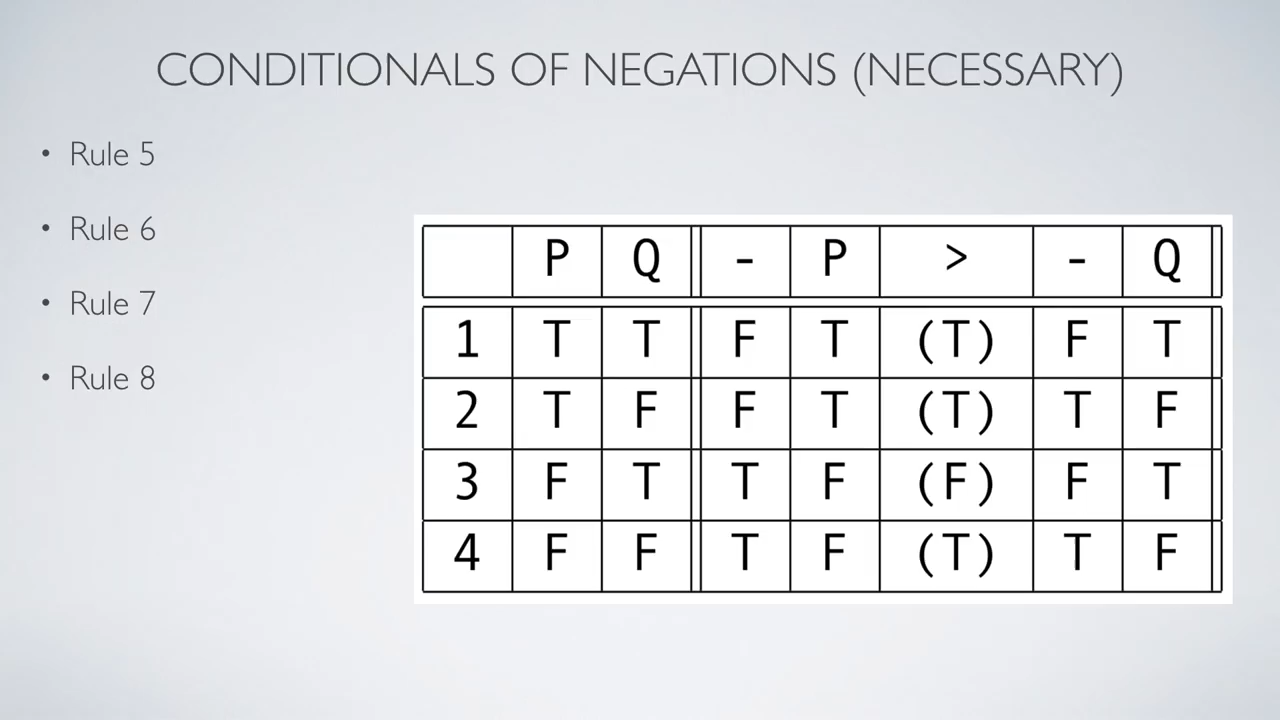 CONDITIONALS OF NEGATIONS (NECESSARY)
• Rule 5
• Rule 6
• Rule 7
• Rule 8
P Q - P > - Q
1 T T F T (T) F T
2 T F F T (T) T F
3 F T T F (F) F T
4 F F T F (T) T F